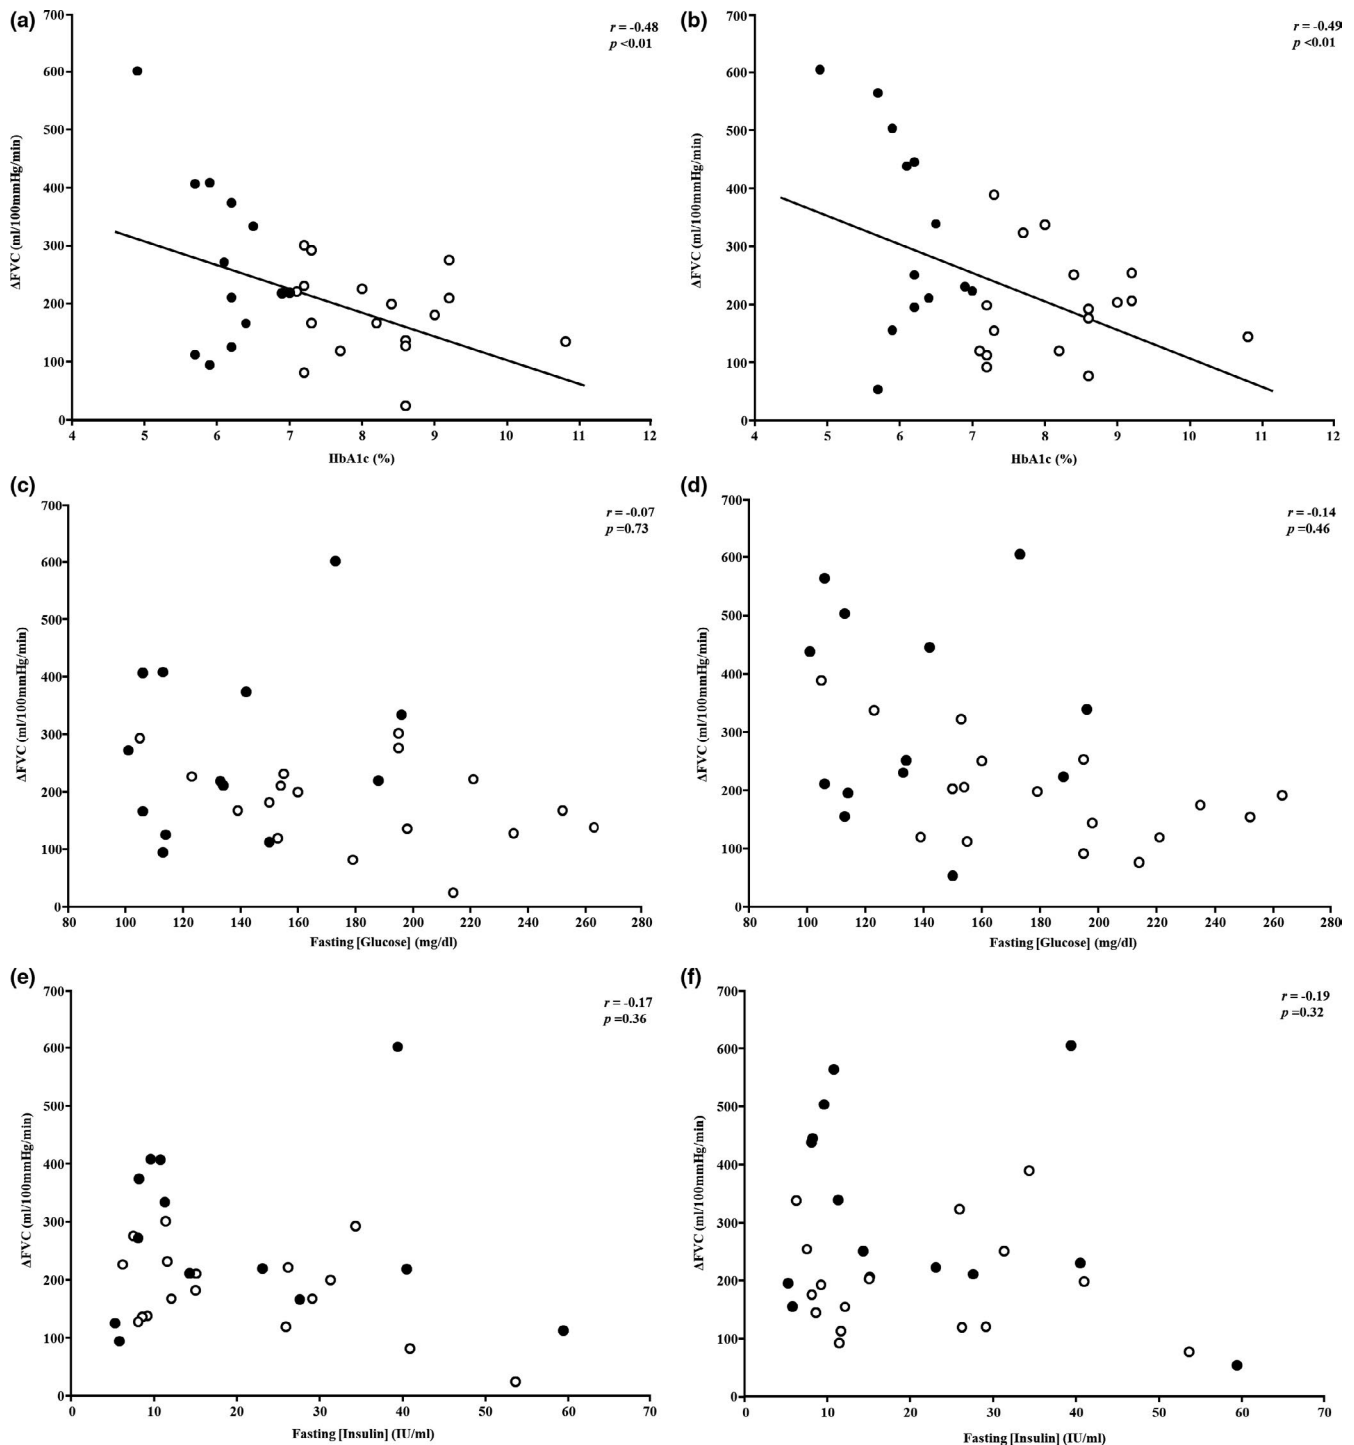 (a)
r = -0.48
p <0.01
700
600
500
400
300
200
100
0
ΔFVC (ml/100mmHg/min)
4 5 6 7 8 9 10 11 12
HbA1c (%)
(b)
r = -0.49
p <0.01
700
600
500
400
300
200
100
0
ΔFVC (ml/100mmHg/min)
4 5 6 7 8 9 10 11 12
HbA1c (%)
(c)
r = -0.07
p =0.73
700
600
500
400
300
200
100
0
ΔFVC (ml/100mmHg/min)
80 100 120 140 160 180 200 220 240 260 280
Fasting [Glucose] (mg/dl)
(d)
r = -0.14
p =0.46
700
600
500
400
300
200
100
0
ΔFVC (ml/100mmHg/min)
80 100 120 140 160 180 200 220 240 260 280
Fasting [Glucose] (mg/dl)
(e)
r = -0.17
p =0.36
700
600
500
400
300
200
100
0
ΔFVC (ml/100mmHg/min)
0 10 20 30 40 50 60 70
Fasting [Insulin] (IU/ml)
(f)
r = -0.19
p =0.32
700
600
500
400
300
200
100
0
ΔFVC (ml/100mmHg/min)
0 10 20 30 40 50 60 70
Fasting [Insulin] (IU/ml)